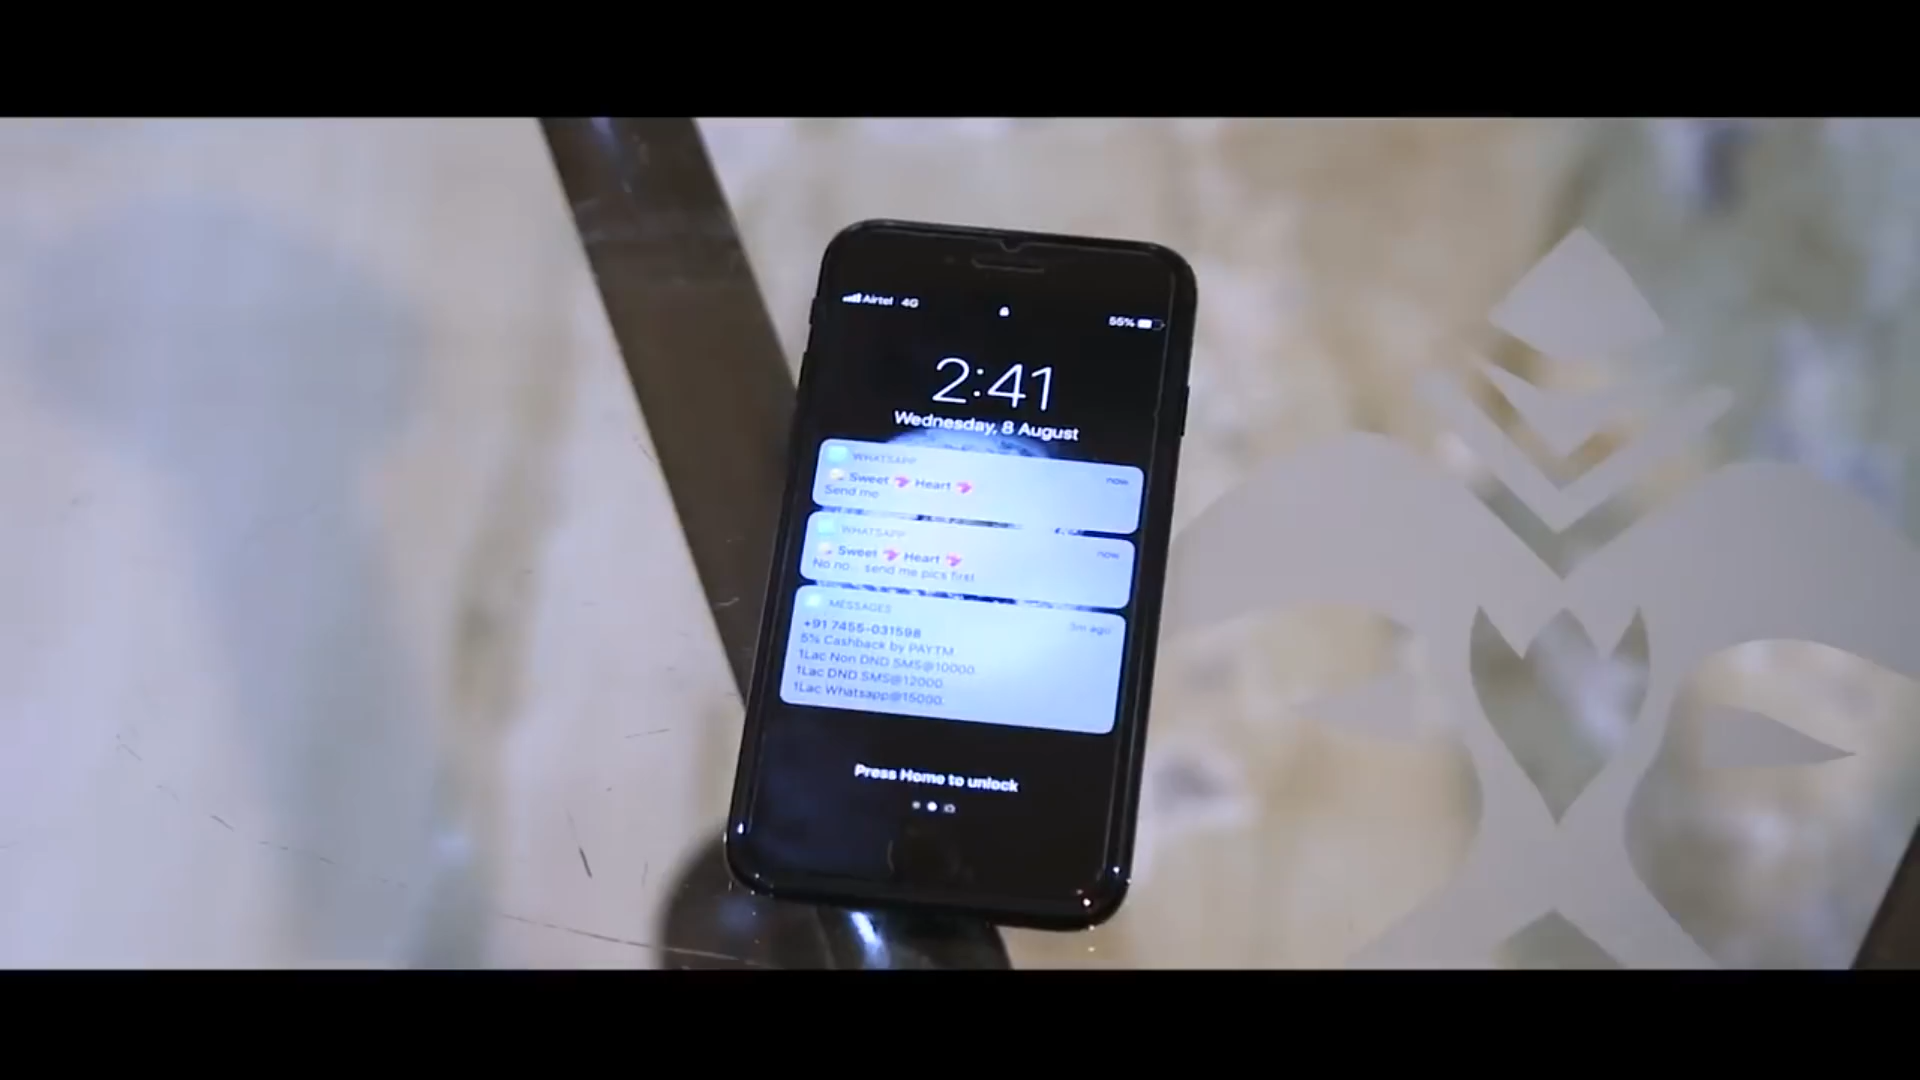 Airtel 4G
55%
2:41
Wednesday, 8 August
WHATSAPP
now
Sweet 💘 Heart 💘
Send me
WHATSAPP
now
Sweet 💘 Heart 💘
No no... send me pics first
MESSAGES
3m ago
+91 7455-031598
5% Cashback by PAYTM
1Lac Non DND SMS@10000.
1Lac DND SMS@12000.
1Lac Whatsapp@15000.
Press Home to unlock